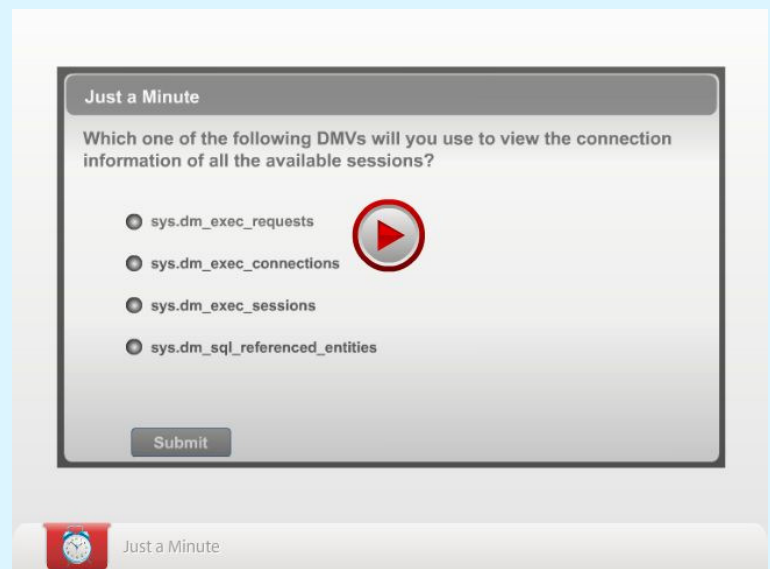 Just a Minute
Which one of the following DMVs will you use to view the connection
information of all the available sessions?
sys.dm_exec_requests
sys.dm_exec_connections
sys.dm_exec_sessions
sys.dm_sql_referenced_entities
Submit
Just a Minute